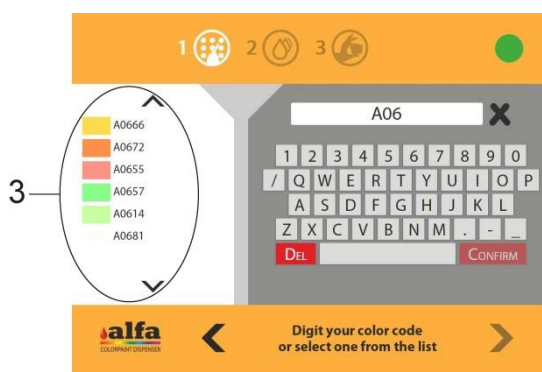 1 2 3
3
A0666
A0672
A0655
A0657
A0614
A0681
A06
1 2 3 4 5 6 7 8 9 0
/ Q W E R T Y U I O P
A S D F G H J K L
Z X C V B N M . - _
DEL CONFIRM
alfa
COLORPAINT DISPENSER
Digit your color code
or select one from the list